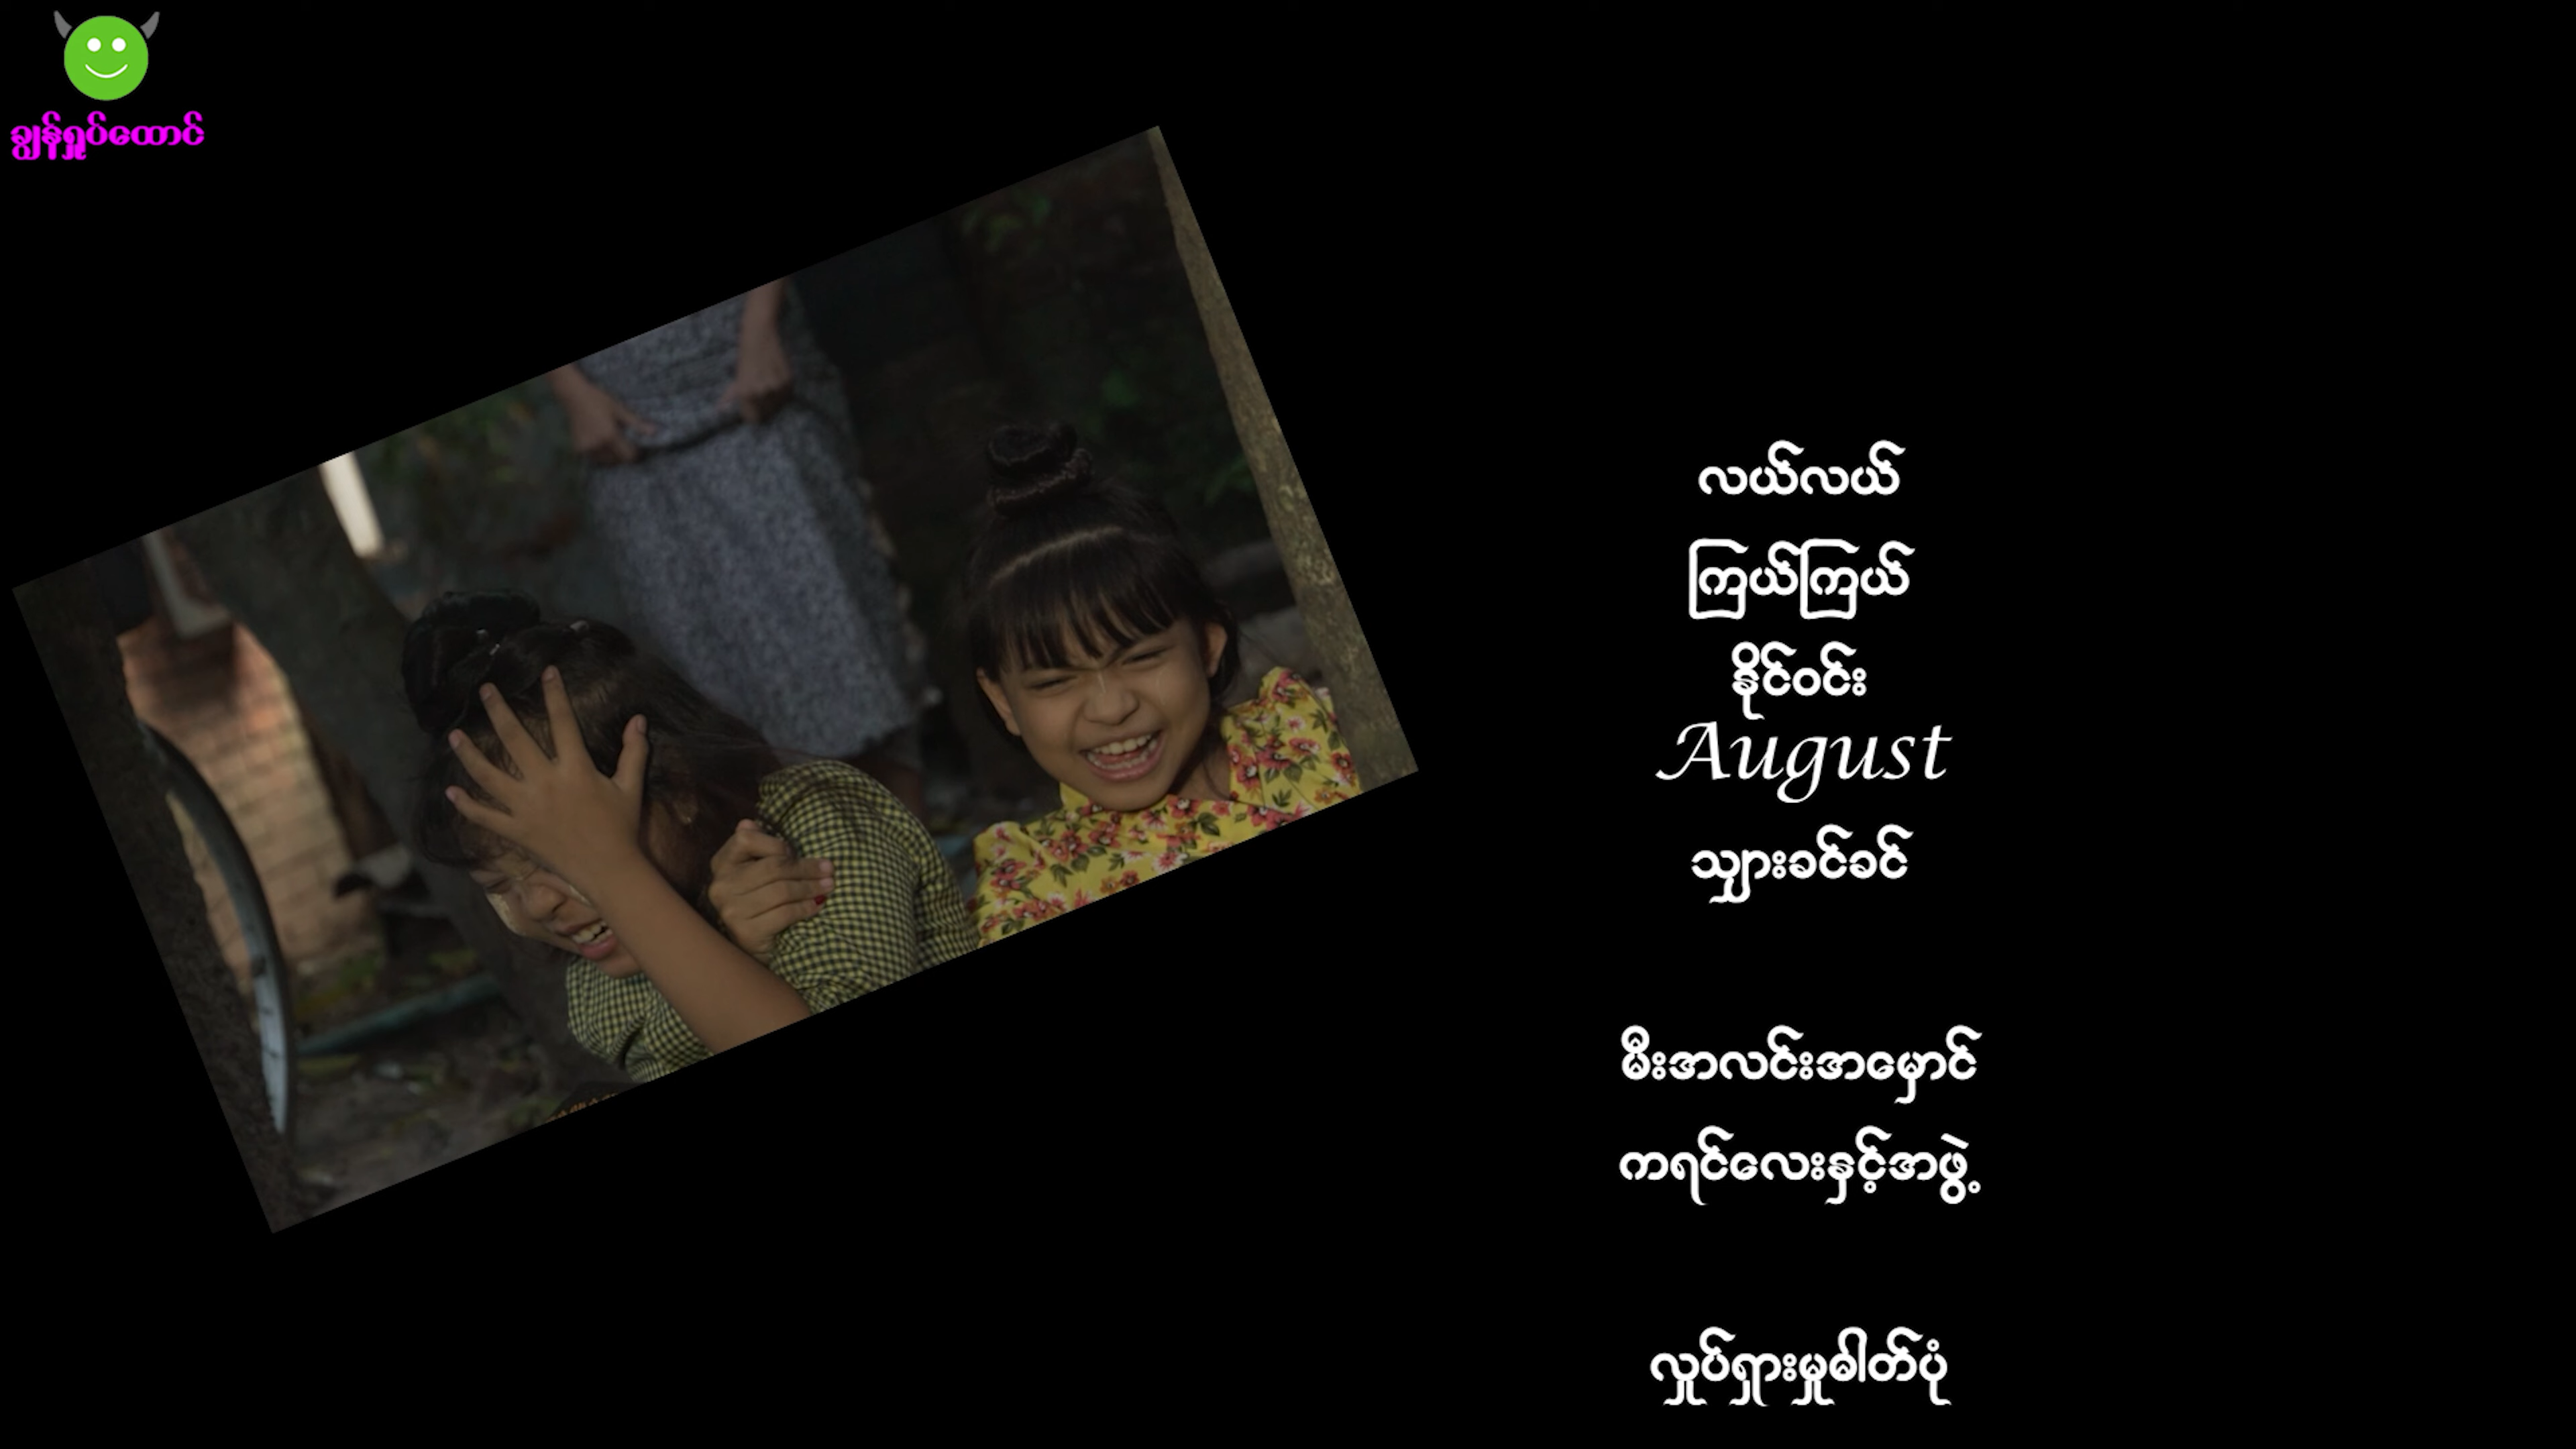 ချွန်ရှုပ်ထောင်
လယ်လယ်
ကြယ်ကြယ်
ခိုင်ဝင်း
August
သျှားခင်ခင်
မီးအလင်းအမှောင်
ကရင်လေးနှင့်အဖွဲ့
လှုပ်ရှားမှုဓါတ်ပုံ